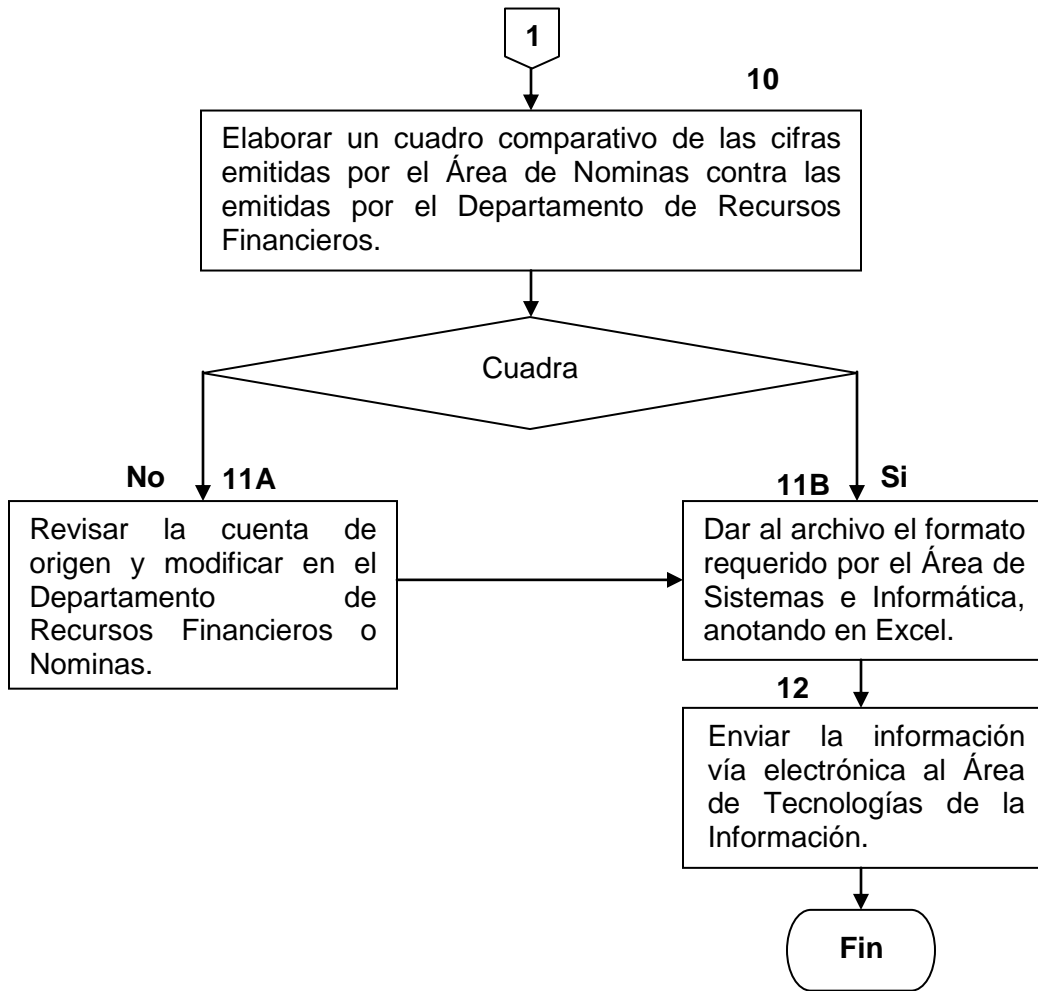 1
10
Elaborar un cuadro comparativo de las cifras
emitidas por el Área de Nominas contra las
emitidas por el Departamento de Recursos
Financieros.
Cuadra
No
11A
Revisar la cuenta de
origen y modificar en el
Departamento de
Recursos Financieros o
Nominas.
11B
Si
Dar al archivo el formato
requerido por el Área de
Sistemas e Informática,
anotando en Excel.
12
Enviar la información
vía electrónica al Área
de Tecnologías de la
Información.
Fin